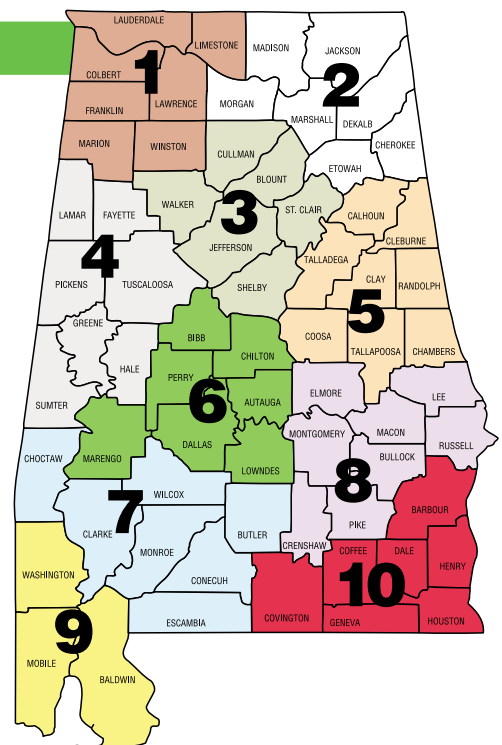 LAUDERDALE
LIMESTONE
MADISON
JACKSON
1
COLBERT
2
FRANKLIN
LAWRENCE
MORGAN
MARSHALL
DEKALB
MARION
WINSTON
CULLMAN
CHEROKEE
ETOWAH
BLOUNT
WALKER
3
ST. CLAIR
LAMAR
FAYETTE
CALHOUN
JEFFERSON
CLEBURNE
4
TALLADEGA
PICKENS
TUSCALOOSA
SHELBY
CLAY
RANDOLPH
5
GREENE
BIBB
COOSA
TALLAPOOSA
CHAMBERS
CHILTON
HALE
PERRY
6
AUTAUGA
ELMORE
LEE
SUMTER
MONTGOMERY
MACON
DALLAS
RUSSELL
CHOCTAW
MARENGO
LOWNDES
BULLOCK
8
WILCOX
7
BARBOUR
CLARKE
BUTLER
PIKE
MONROE
CRENSHAW
COFFEE
DALE
HENRY
WASHINGTON
CONECUH
10
COVINGTON
GENEVA
HOUSTON
ESCAMBIA
9
MOBILE
BALDWIN